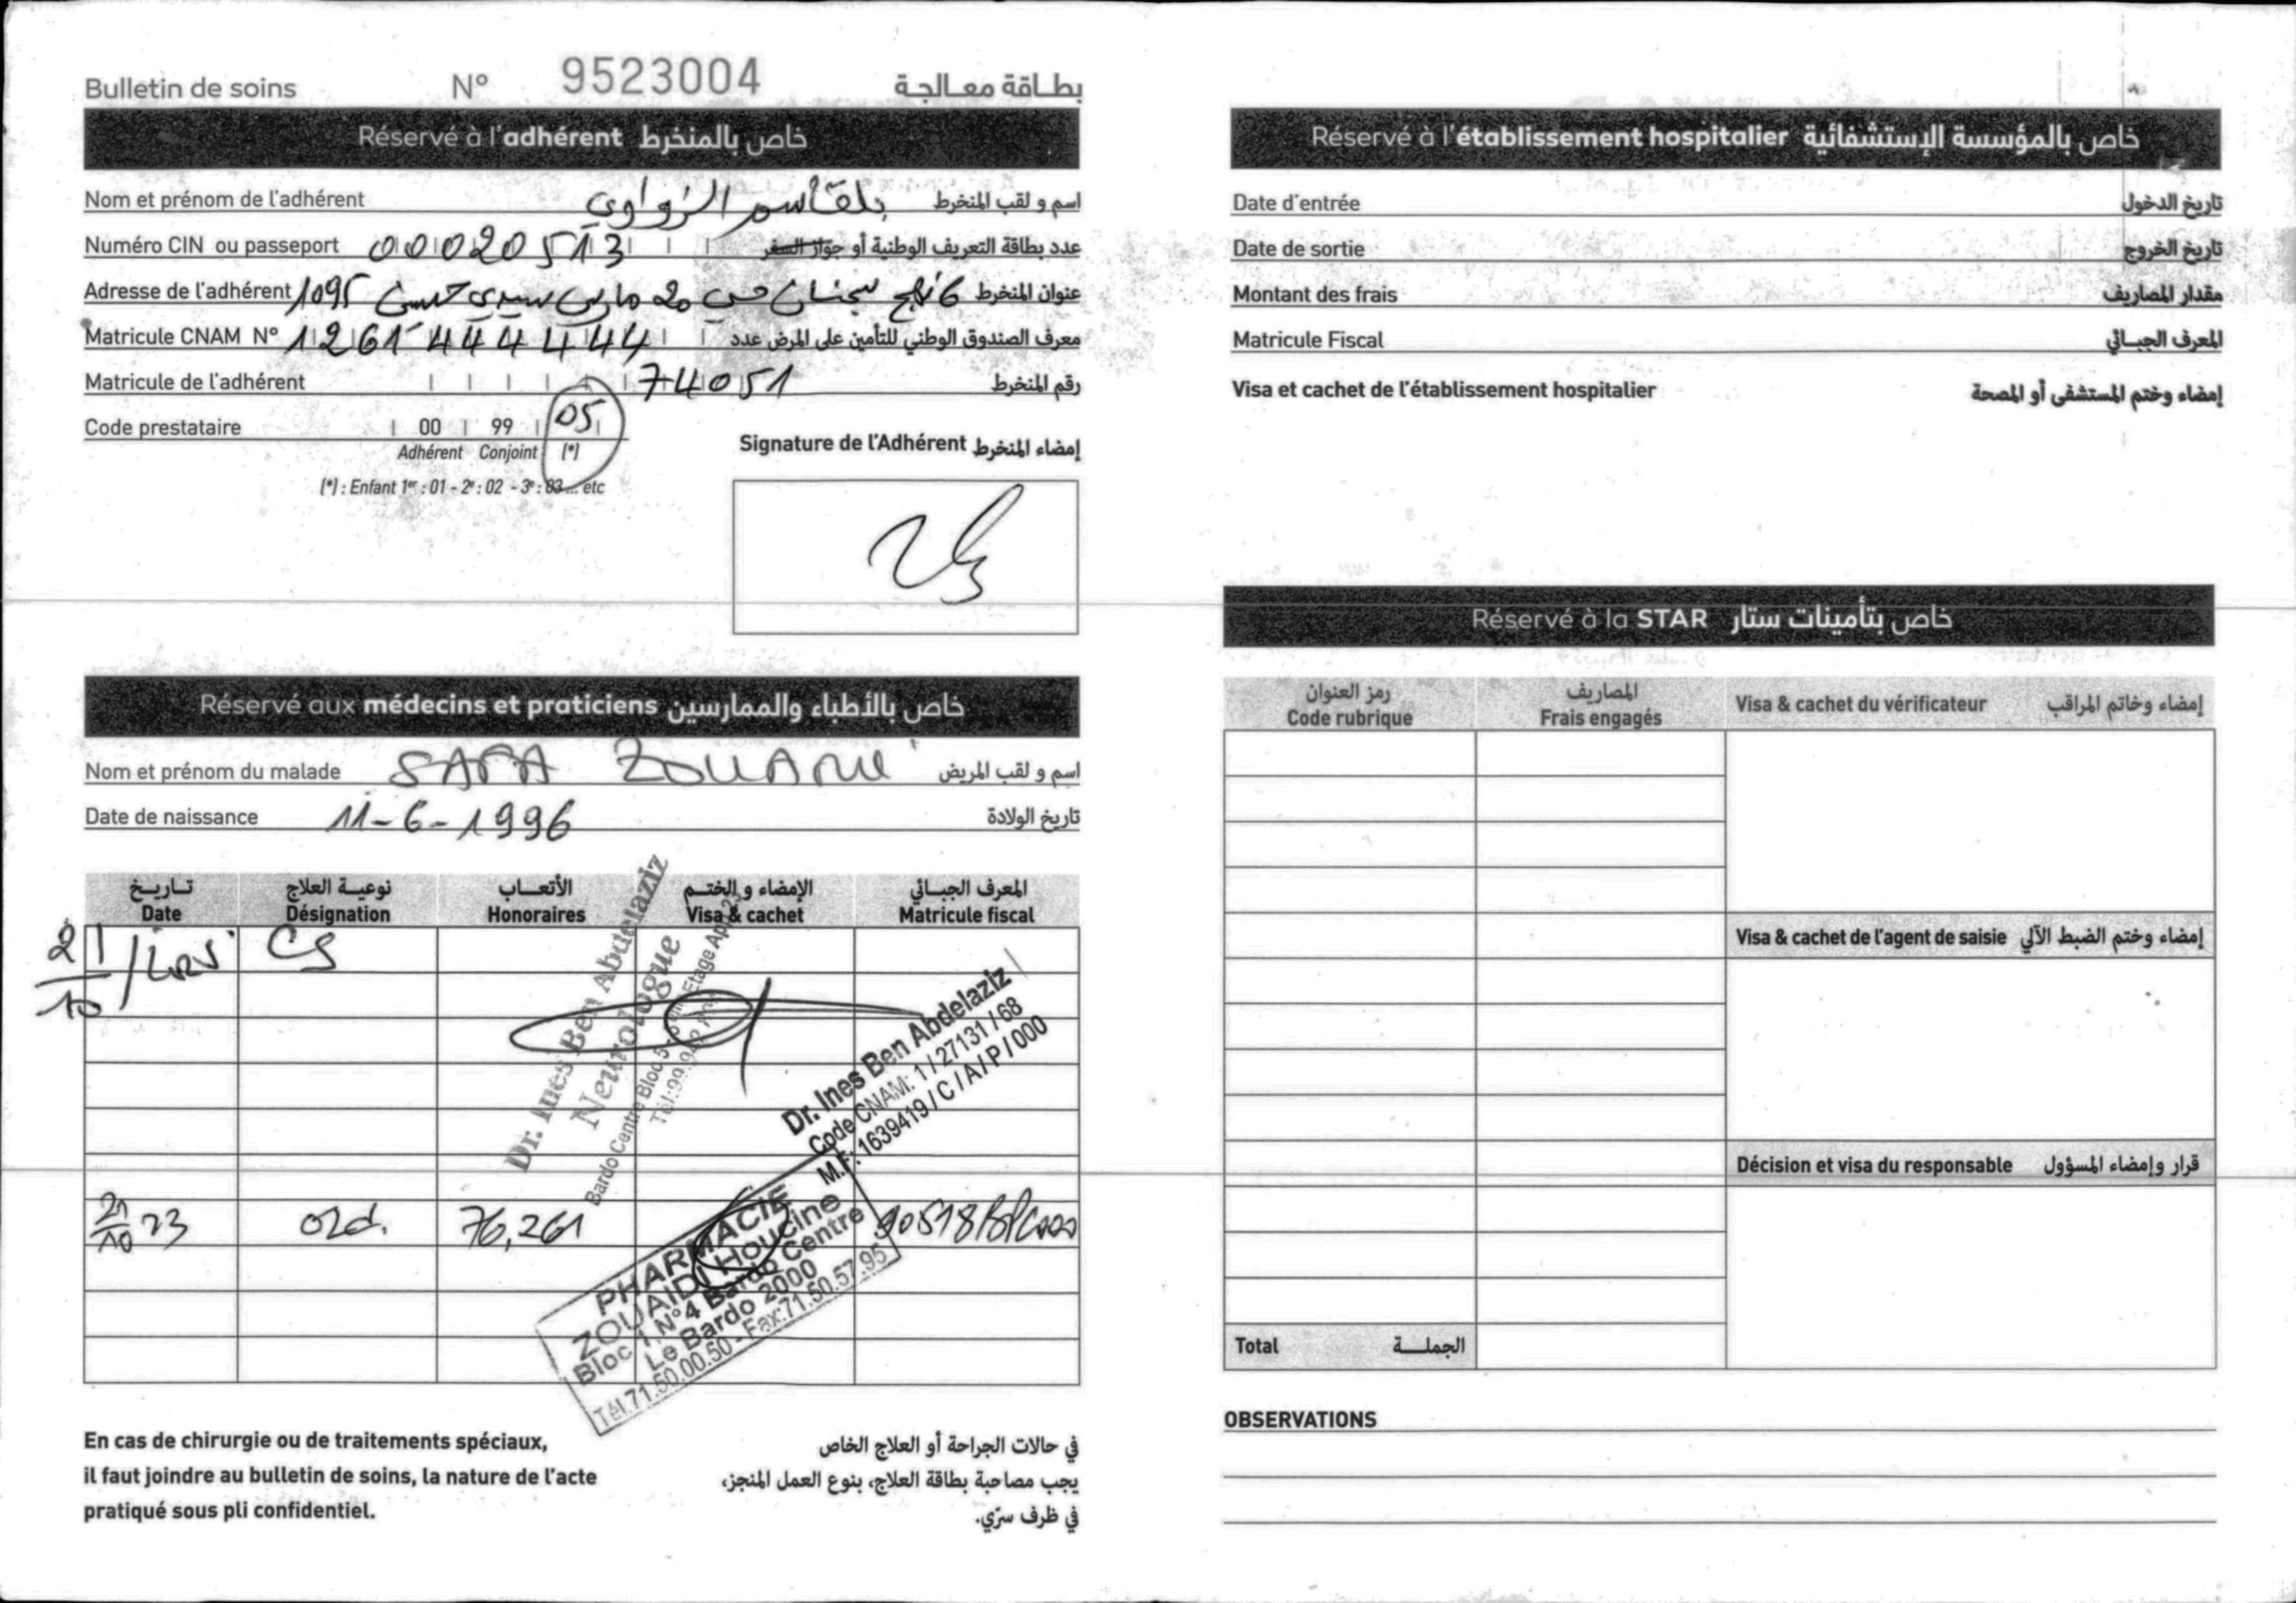 Bulletin de soins N° 9523004 بطاقة معالجة
Réservé à l'adhérent خاص بالمنخرط
Nom et prénom de l'adhérent بلقاسم الزواوي اسم و لقب المنخرط
Numéro CIN ou passeport 00020513 عدد بطاقة التعريف الوطنية أو جواز السفر
Adresse de l'adhérent 1095 6 نهج سجنان حي 20 مارس سيدي حسين عنوان المنخرط
Matricule CNAM N° 1261444444 معرف الصندوق الوطني للتأمين على المرض عدد
Matricule de l'adhérent 74051 رقم المنخرط
Code prestataire 00 99 05
Adhérent Conjoint (*)
(*) : Enfant 1er : 01 - 2e : 02 - 3e : 03 ... etc
Signature de l'Adhérent إمضاء المنخرط
Réservé aux médecins et praticiens خاص بالأطباء والممارسين
Nom et prénom du malade SAFA ZOUAOUI اسم و لقب المريض
Date de naissance 11-6-1996 تاريخ الولادة
تاريخ نوعية العلاج الأتعاب الإمضاء و الختم المعرف الجبائي
Date Désignation Honoraires Visa & cachet Matricule fiscal
21/10 CS
Dr. Ines Ben Abdelaziz
Neurologue
Bardo Centre Bloc 5 Etage App 23
Dr. Ines Ben Abdelaziz
Code CNAM: 1 / 27131 / 68
M.F: 1639419 / C / A / P / 000
21/10 23 Old. 76,261
PHARMACIE
ZOUAIDI Houcine
Bloc 1 N°4 Bardo Centre
Le Bardo 2000
Tél.71.50.00.50 - Fax:71.50.57.95
En cas de chirurgie ou de traitements spéciaux,
il faut joindre au bulletin de soins, la nature de l'acte
pratiqué sous pli confidentiel.
في حالات الجراحة أو العلاج الخاص
يجب مصاحبة بطاقة العلاج، بنوع العمل المنجز،
في ظرف سرّي.
Réservé à l'établissement hospitalier خاص بالمؤسسة الإستشفائية
Date d'entrée تاريخ الدخول
Date de sortie تاريخ الخروج
Montant des frais مقدار المصاريف
Matricule Fiscal المعرف الجبائي
Visa et cachet de l'établissement hospitalier إمضاء وختم المستشفى أو المصحة
Réservé à la STAR خاص بتأمينات ستار
رمز العنوان المصاريف
Code rubrique Frais engagés Visa & cachet du vérificateur إمضاء وخاتم المراقب
Visa & cachet de l'agent de saisie إمضاء وختم الضبط الآلي
Décision et visa du responsable قرار وإمضاء المسؤول
Total الجملة
OBSERVATIONS